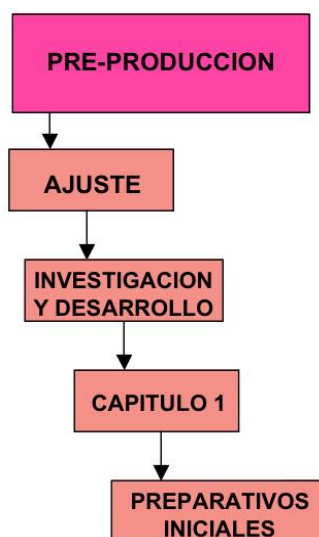 PRE-PRODUCCION
AJUSTE
INVESTIGACION
Y DESARROLLO
CAPITULO 1
PREPARATIVOS
INICIALES